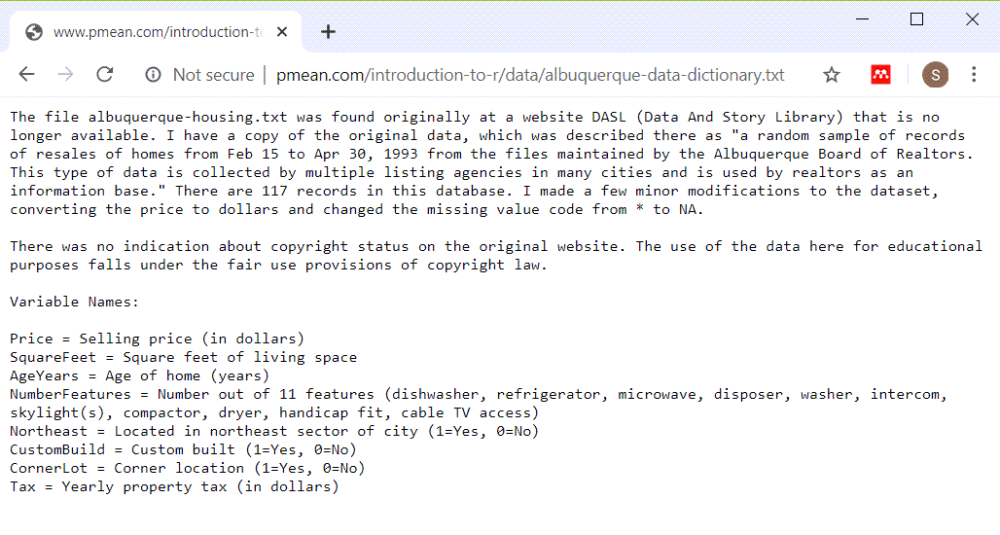 www.pmean.com/introduction-t
Not secure | pmean.com/introduction-to-r/data/albuquerque-data-dictionary.txt
S
The file albuquerque-housing.txt was found originally at a website DASL (Data And Story Library) that is no
longer available. I have a copy of the original data, which was described there as "a random sample of records
of resales of homes from Feb 15 to Apr 30, 1993 from the files maintained by the Albuquerque Board of Realtors.
This type of data is collected by multiple listing agencies in many cities and is used by realtors as an
information base." There are 117 records in this database. I made a few minor modifications to the dataset,
converting the price to dollars and changed the missing value code from * to NA.
There was no indication about copyright status on the original website. The use of the data here for educational
purposes falls under the fair use provisions of copyright law.
Variable Names:
Price = Selling price (in dollars)
SquareFeet = Square feet of living space
AgeYears = Age of home (years)
NumberFeatures = Number out of 11 features (dishwasher, refrigerator, microwave, disposer, washer, intercom,
skylight(s), compactor, dryer, handicap fit, cable TV access)
Northeast = Located in northeast sector of city (1=Yes, 0=No)
CustomBuild = Custom built (1=Yes, 0=No)
CornerLot = Corner location (1=Yes, 0=No)
Tax = Yearly property tax (in dollars)